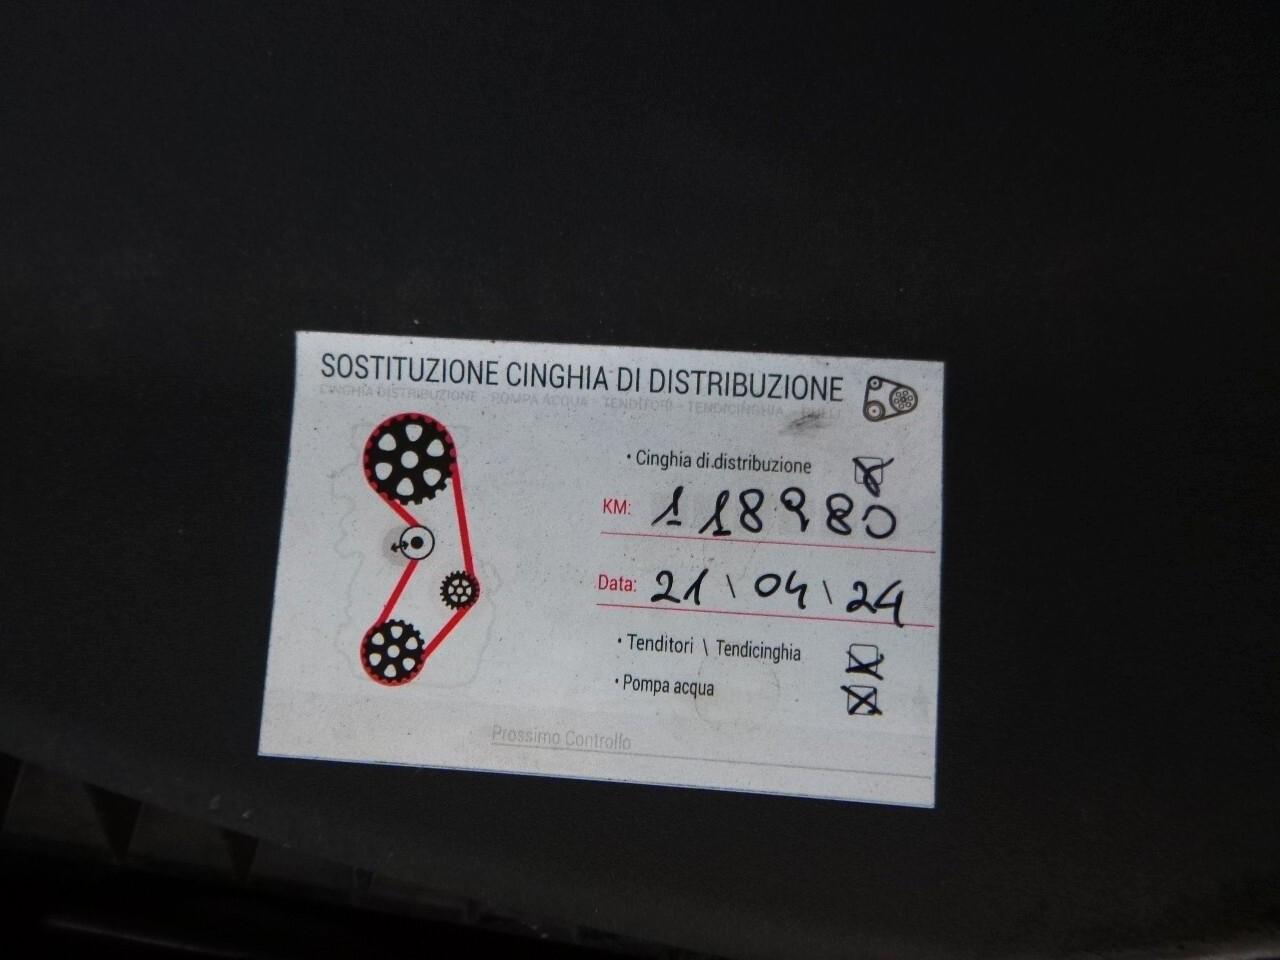 SOSTITUZIONE CINGHIA DI DISTRIBUZIONE
CINGHIA DISTRIBUZIONE - POMPA ACQUA - TENDITORI - TENDICINGHIA - RULLI
• Cinghia di distribuzione
KM: 118980
Data: 21 \ 04 \ 24
• Tenditori \ Tendicinghia
• Pompa acqua
Prossimo Controllo